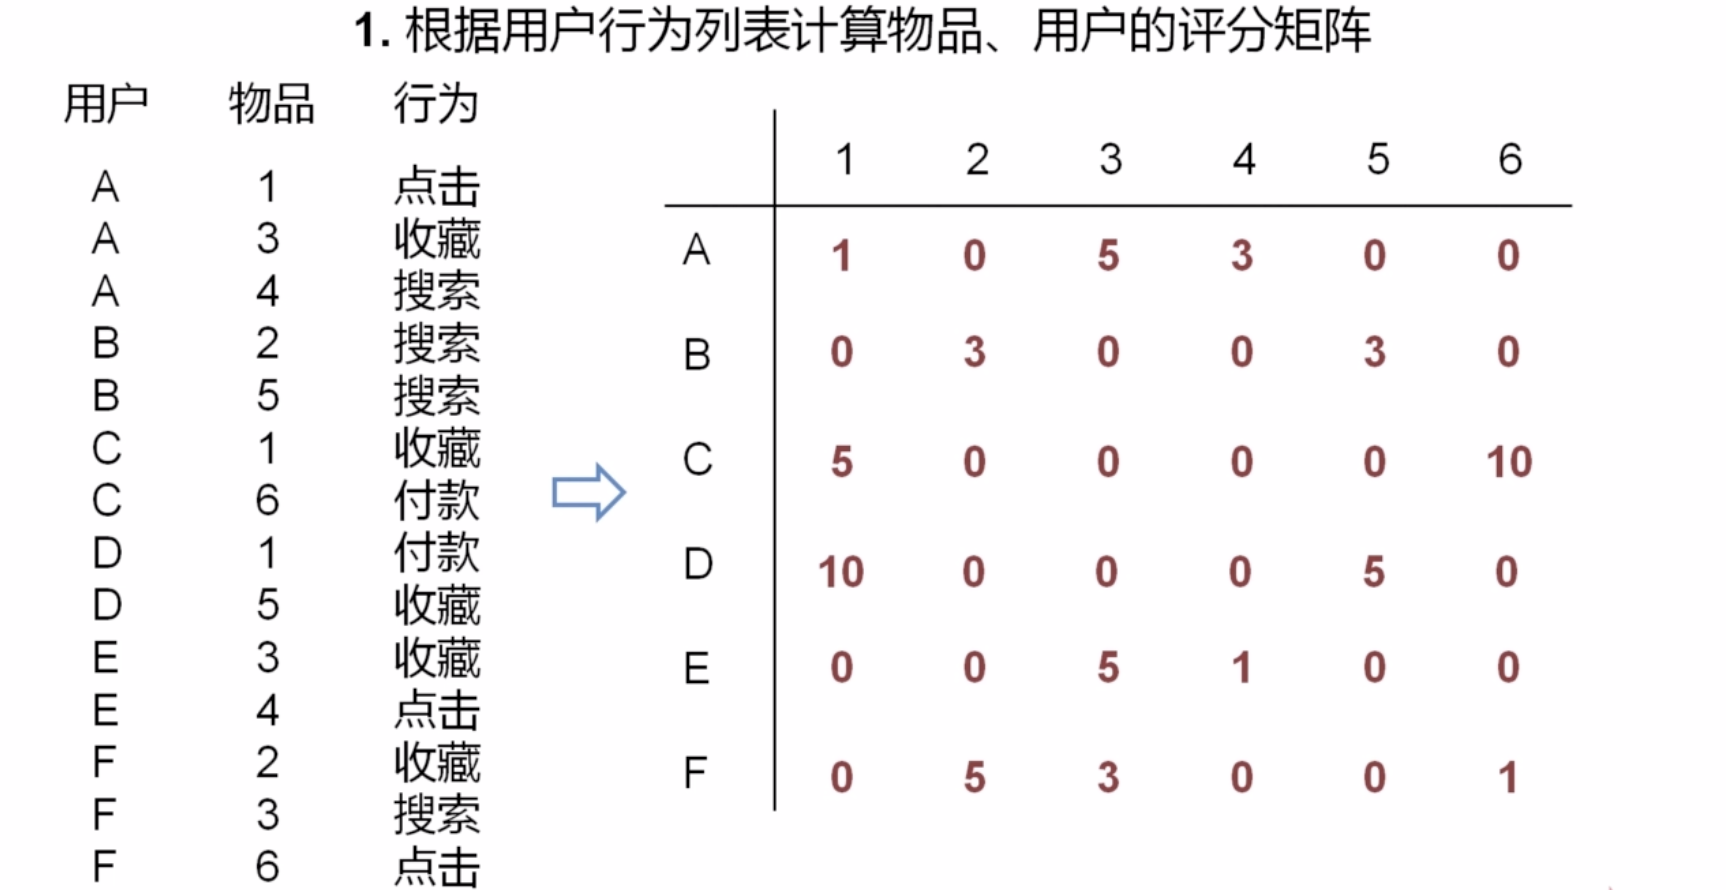 1. 根据用户行为列表计算物品、用户的评分矩阵
用户 物品 行为
A 1 点击
A 3 收藏
A 4 搜索
B 2 搜索
B 5 搜索
C 1 收藏
C 6 付款
D 1 付款
D 5 收藏
E 3 收藏
E 4 点击
F 2 收藏
F 3 搜索
F 6 点击
1 2 3 4 5 6
A 1 0 5 3 0 0
B 0 3 0 0 3 0
C 5 0 0 0 0 10
D 10 0 0 0 5 0
E 0 0 5 1 0 0
F 0 5 3 0 0 1